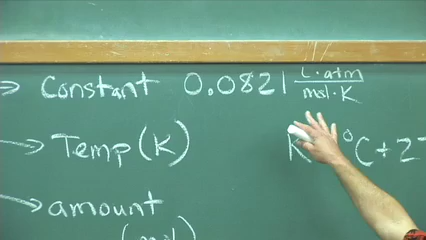 → Constant 0.0821 L·atm / mol·K
→ Temp (K) K °C + 2
→ amount
(mol)